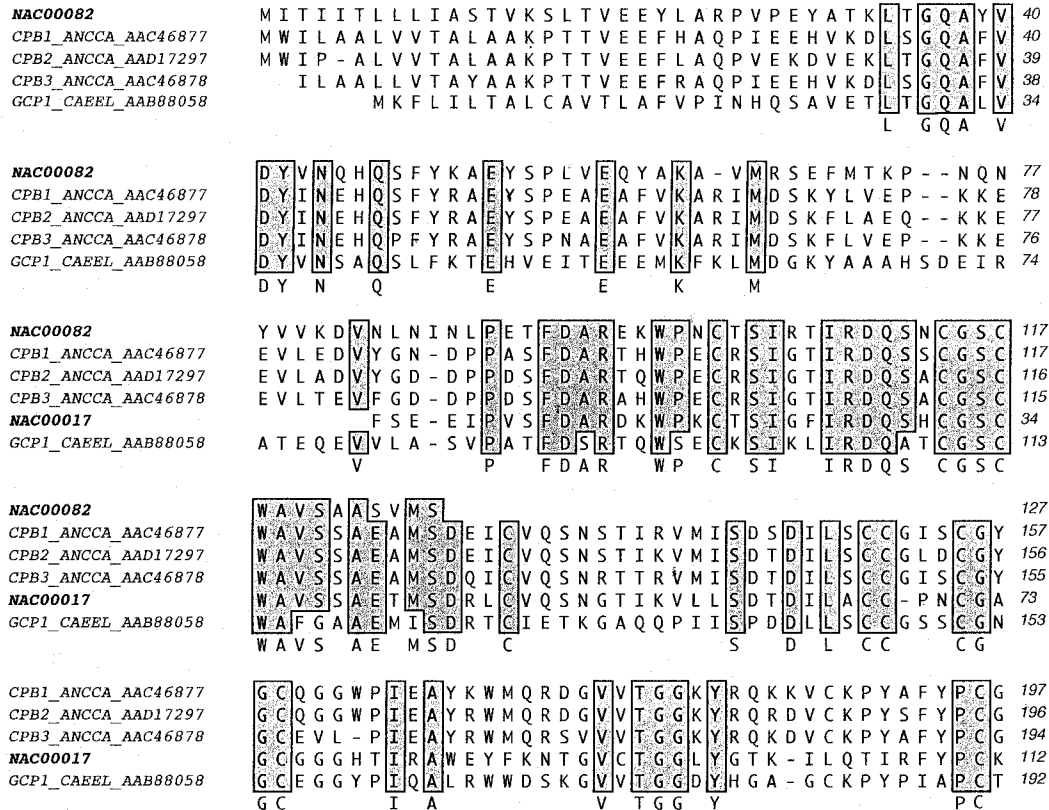 NAC00082 MITIITLLLIASTVKSLTVEEYLARPVPEYATKLTGQAYV 40
CPB1_ANCCA_AAC46877 MWILAALVVTALAAKPTTVEEFHAQPIEEHVKDLSGQAFV 40
CPB2_ANCCA_AAD17297 MWIP-ALVVTALAAKPTTVEEFLAQPVEKDVEKLTGQAFV 39
CPB3_ANCCA_AAC46878 ILAALLVTAYAAKPTTVEEFRAQPIEEHVKDLSGQAFV 38
GCP1_CAEEL_AAB88058 MKFLILTALCAVTLAFVPINHQSAVETLTGQALV 34
L GQA V
NAC00082 DYVNQHQSFYKAEYSPLVEQYAKA-VMRSEFMTKP--NQN 77
CPB1_ANCCA_AAC46877 DYINEHQSFYRAEYSPEAEAFVKARIMDSKYLVEP--KKE 78
CPB2_ANCCA_AAD17297 DYINEHQSFYRAEYSPEAEAFVKARIMDSKFLAEQ--KKE 77
CPB3_ANCCA_AAC46878 DYINEHQPFYRAEYSPNAEAFVKARIMDSKFLVEP--KKE 76
GCP1_CAEEL_AAB88058 DYVNSAQSLFKTEHVEITEEEMKFKLMDGKYAAAHSDEIR 74
DY N Q E E K M
NAC00082 YVVKDVNLNINLPETFDAREKWPNCTSIRTIRDQSNCGSC 117
CPB1_ANCCA_AAC46877 EVLEDVYGN-DPPASFDARTHWPECRSIGTIRDQSSCGSC 117
CPB2_ANCCA_AAD17297 EVLADVYGD-DPPDSFDARTQWPECRSIGTIRDQSACGSC 116
CPB3_ANCCA_AAC46878 EVLTEVFGD-DPPDSFDARAHWPECRSIGTIRDQSACGSC 115
NAC00017 FSE-EIPVSFDARDKWPKCTSIGFIRDQSHCGSC 34
GCP1_CAEEL_AAB88058 ATEQEVVLA-SVPATFDSRTQWSECKSIKLIRDQATCGSC 113
V P FDAR WP C SI IRDQS CGSC
NAC00082 WAVSAASVMS 127
CPB1_ANCCA_AAC46877 WAVSSAEAMSDEICVQSNSTIRVMISDSDILSCCGISCGY 157
CPB2_ANCCA_AAD17297 WAVSSAEAMSDEICVQSNSTIKVMISDTDILSCCGLDCGY 156
CPB3_ANCCA_AAC46878 WAVSSAEAMSDQICVQSNRTTRVMISDTDILSCCGISCGY 155
NAC00017 WAVSSAETMSDRLCVQSNGTIKVLLSDTDILACC-PNCGA 73
GCP1_CAEEL_AAB88058 WAFGAAEMISDRTCIETKGAQQPIISPDDLLSCCGSSCGN 153
WAVS AE MSD C S D L CC CG
CPB1_ANCCA_AAC46877 GCQGGWPIEAYKWMQRDGVVTGGKYRQKKVCKPYAFYPCG 197
CPB2_ANCCA_AAD17297 GCQGGWPIEAYRWMQRDGVVTGGKYRQRDVCKPYSFYPCG 196
CPB3_ANCCA_AAC46878 GCEVL-PIEAYRWMQRSVVVTGGKYRQKDVCKPYAFYPCG 194
NAC00017 GCGGGHTIRAWEYFKNTGVCTGGLYGTK-ILQTIRFYPCK 112
GCP1_CAEEL_AAB88058 GCEGGYPIQALRWWDSKGVVTGGDYHGA-GCKPYPIAPCT 192
GC I A V TGG Y PC